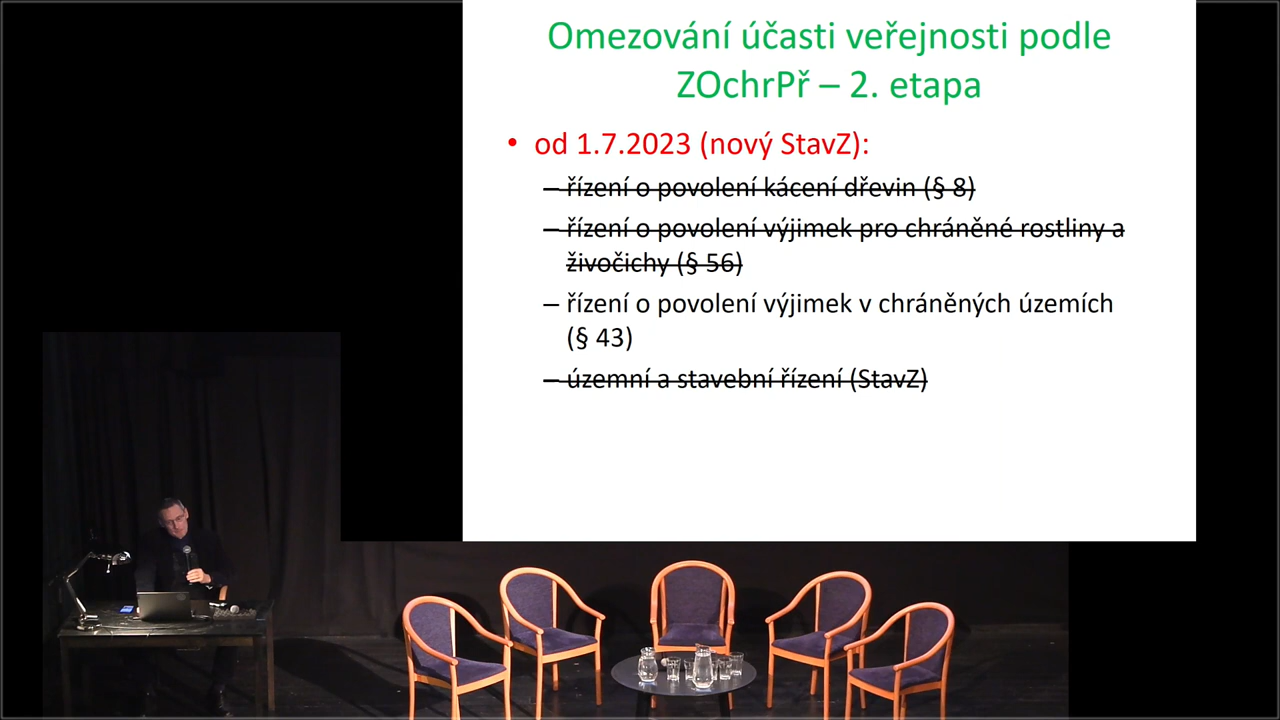 Omezování účasti veřejnosti podle
ZOchrPř – 2. etapa
• od 1.7.2023 (nový StavZ):
– řízení o povolení kácení dřevin (§ 8)
– řízení o povolení výjimek pro chráněné rostliny a
živočichy (§ 56)
– řízení o povolení výjimek v chráněných územích
(§ 43)
– územní a stavební řízení (StavZ)